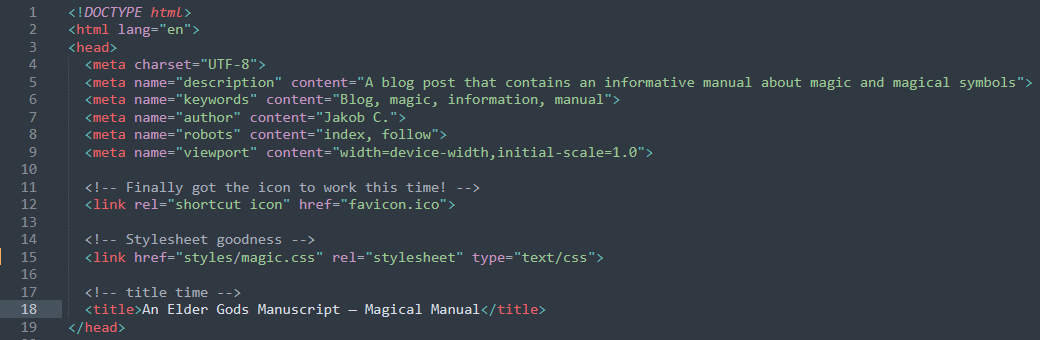 1 <!DOCTYPE html>
2 <html lang="en">
3 <head>
4 <meta charset="UTF-8">
5 <meta name="description" content="A blog post that contains an informative manual about magic and magical symbols">
6 <meta name="keywords" content="Blog, magic, information, manual">
7 <meta name="author" content="Jakob C.">
8 <meta name="robots" content="index, follow">
9 <meta name="viewport" content="width=device-width,initial-scale=1.0">
10
11 <!-- Finally got the icon to work this time! -->
12 <link rel="shortcut icon" href="favicon.ico">
13
14 <!-- Stylesheet goodness -->
15 <link href="styles/magic.css" rel="stylesheet" type="text/css">
16
17 <!-- title time -->
18 <title>An Elder Gods Manuscript – Magical Manual</title>
19 </head>